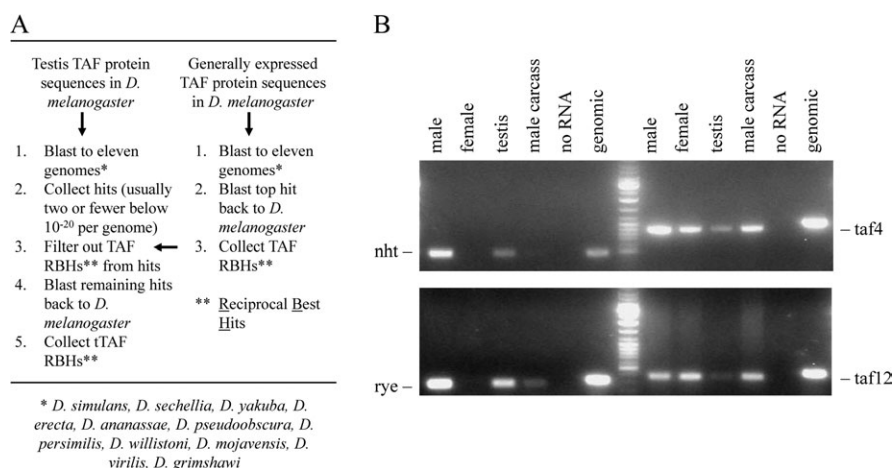 A
Testis TAF protein
sequences in D.
melanogaster
1. Blast to eleven
genomes*
2. Collect hits (usually
two or fewer below
10-20 per genome)
3. Filter out TAF
RBHs** from hits
4. Blast remaining hits
back to D.
melanogaster
5. Collect tTAF
RBHs**
Generally expressed
TAF protein sequences
in D. melanogaster
1. Blast to eleven
genomes*
2. Blast top hit
back to D.
melanogaster
3. Collect TAF
RBHs**
** Reciprocal Best
Hits
* D. simulans, D. sechellia, D. yakuba, D.
erecta, D. ananassae, D. pseudoobscura, D.
persimilis, D. willistoni, D. mojavensis, D.
virilis, D. grimshawi
B
male
female
testis
male carcass
no RNA
genomic
male
female
testis
male carcass
no RNA
genomic
nht –
– taf4
rye –
– taf12